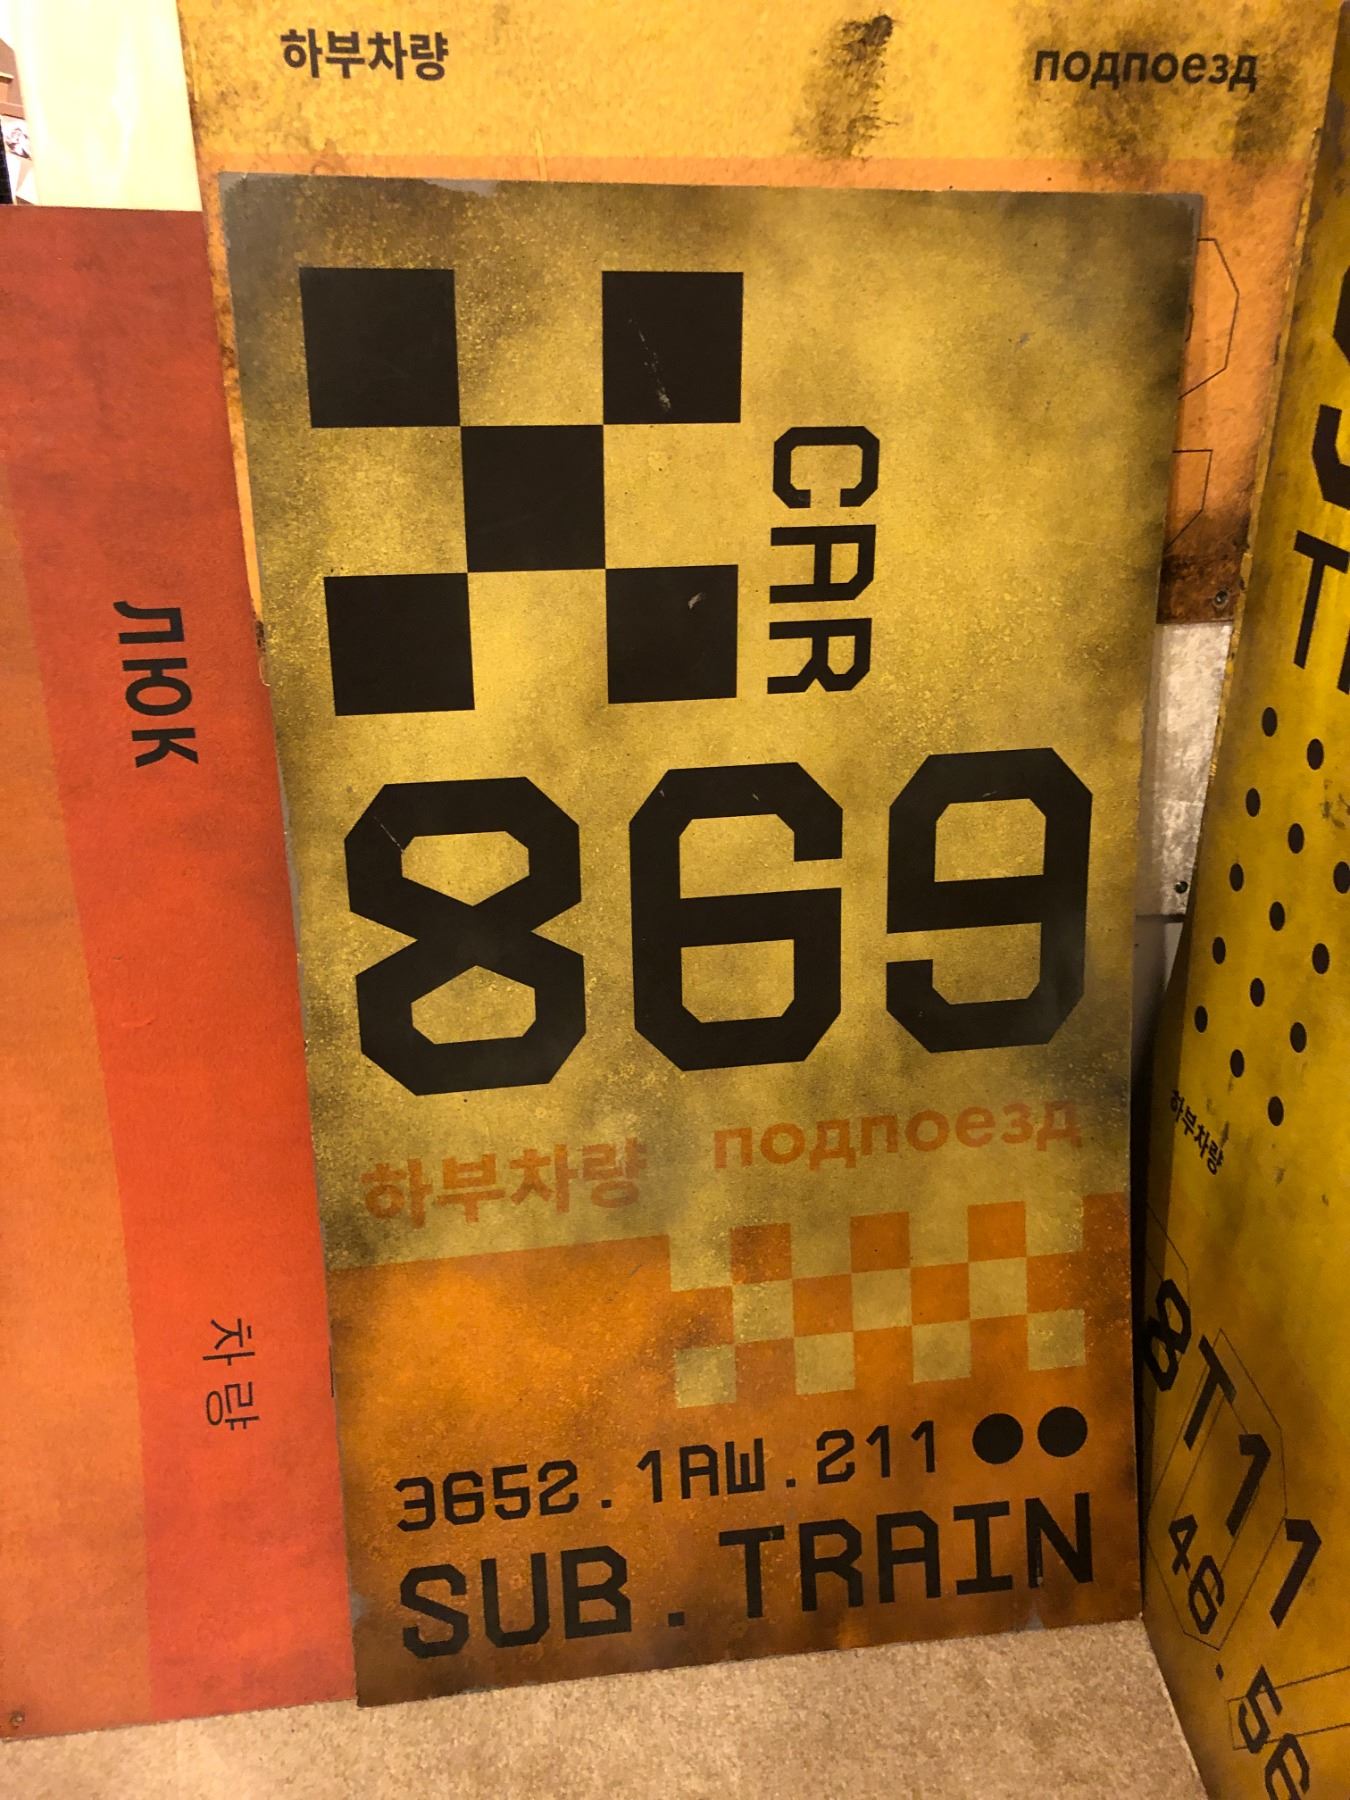 하부차량 подпоезд
CAR
869
하부차량 подпоезд
3652.1AW.211
SUB.TRAIN
ЛЮК
차량
하부차량
8T11
46.56